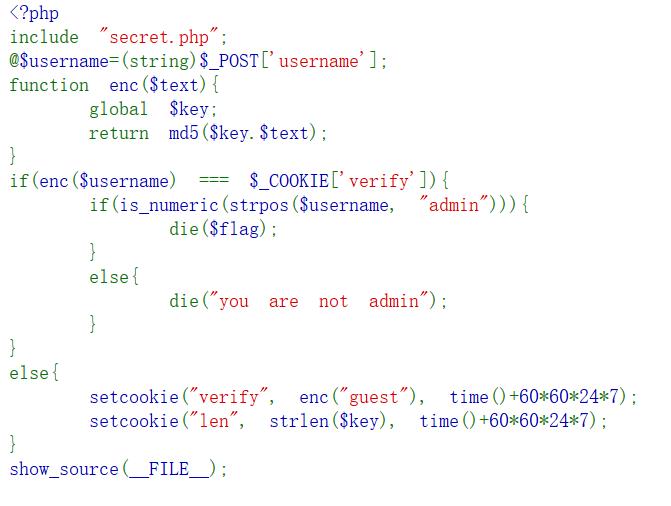 <?php
include "secret.php";
@$username=(string)$_POST['username'];
function enc($text){
        global $key;
        return md5($key.$text);
}
if(enc($username) === $_COOKIE['verify']){
        if(is_numeric(strpos($username, "admin"))){
                die($flag);
        }
        else{
                die("you are not admin");
        }
}
else{
        setcookie("verify", enc("guest"), time()+60*60*24*7);
        setcookie("len", strlen($key), time()+60*60*24*7);
}
show_source(__FILE__);